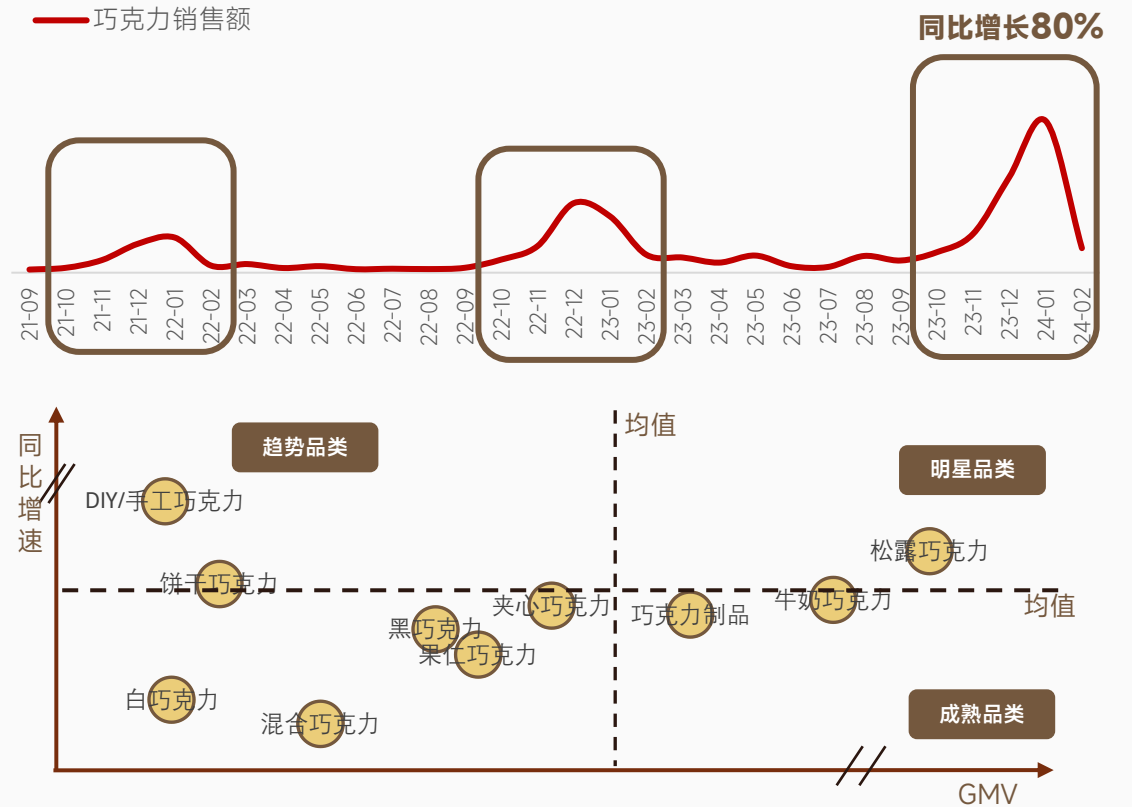 巧克力销售额
同比增长80%
21-09
21-10
21-11
21-12
22-01
22-02
22-03
22-04
22-05
22-06
22-07
22-08
22-09
22-10
22-11
22-12
23-01
23-02
23-03
23-04
23-05
23-06
23-07
23-08
23-09
23-10
23-11
23-12
24-01
24-02
同比增速
均值
趋势品类
明星品类
DIY/手工巧克力
松露巧克力
饼干巧克力
夹心巧克力
牛奶巧克力
均值
巧克力制品
黑巧克力
果仁巧克力
白巧克力
混合巧克力
成熟品类
GMV